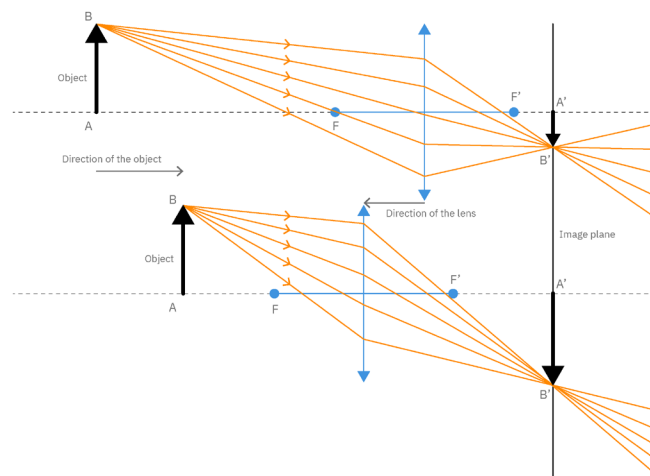 B
Object
A
F
F'
A'
B'
Direction of the object
Direction of the lens
B
Object
A
F
F'
A'
Image plane
B'